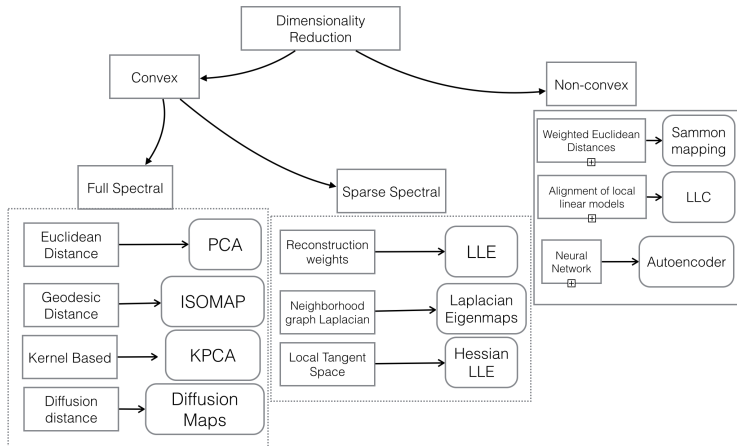 Dimensionality
Reduction
Convex
Non-convex
Full Spectral
Sparse Spectral
Euclidean
Distance
PCA
Geodesic
Distance
ISOMAP
Kernel Based
KPCA
Diffusion
distance
Diffusion
Maps
Reconstruction
weights
LLE
Neighborhood
graph Laplacian
Laplacian
Eigenmaps
Local Tangent
Space
Hessian
LLE
Weighted Euclidean
Distances
Sammon
mapping
Alignment of local
linear models
LLC
Neural
Network
Autoencoder